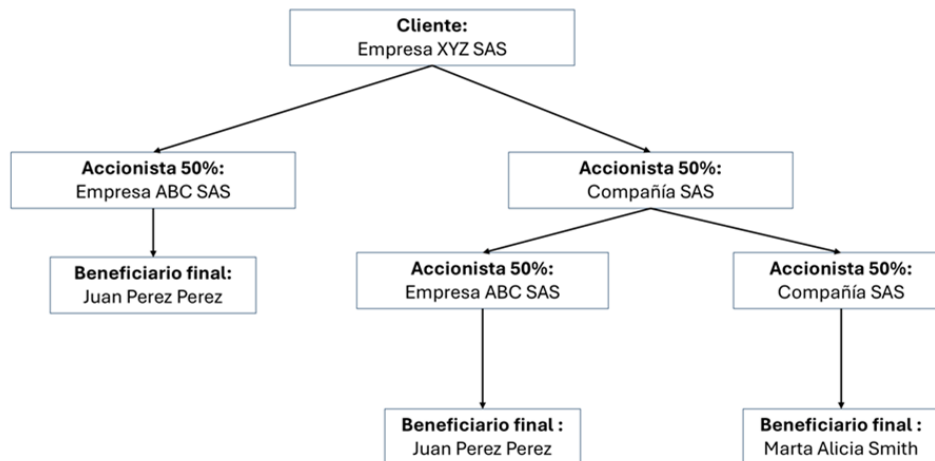 Cliente:
Empresa XYZ SAS
Accionista 50%:
Empresa ABC SAS
Accionista 50%:
Compañía SAS
Beneficiario final:
Juan Perez Perez
Accionista 50%:
Empresa ABC SAS
Accionista 50%:
Compañía SAS
Beneficiario final :
Juan Perez Perez
Beneficiario final :
Marta Alicia Smith